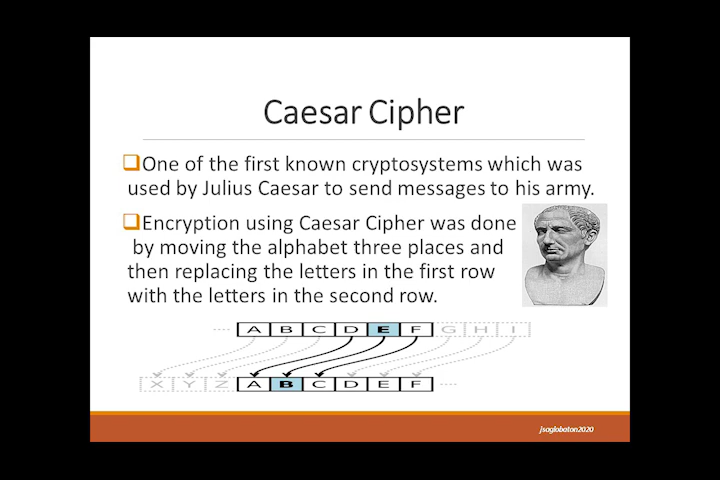 Caesar Cipher
One of the first known cryptosystems which was
used by Julius Caesar to send messages to his army.
Encryption using Caesar Cipher was done
by moving the alphabet three places and
then replacing the letters in the first row
with the letters in the second row.
A B C D E F G H I
X Y Z A B C D E F
jsaglobaton2020